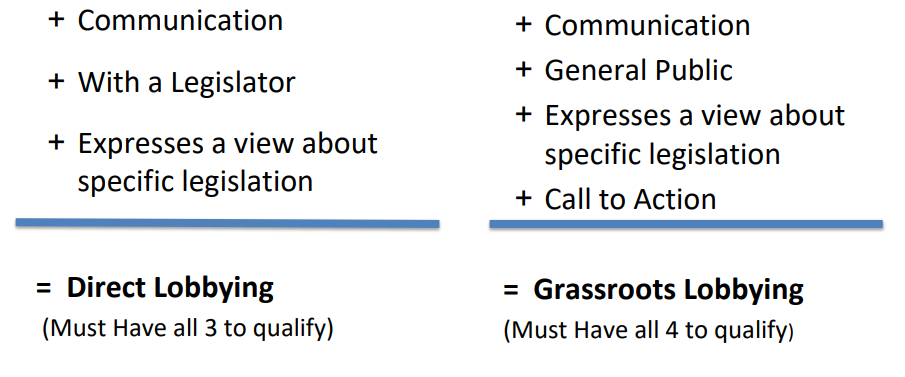 + Communication
+ With a Legislator
+ Expresses a view about
specific legislation
= Direct Lobbying
(Must Have all 3 to qualify)
+ Communication
+ General Public
+ Expresses a view about
specific legislation
+ Call to Action
= Grassroots Lobbying
(Must Have all 4 to qualify)